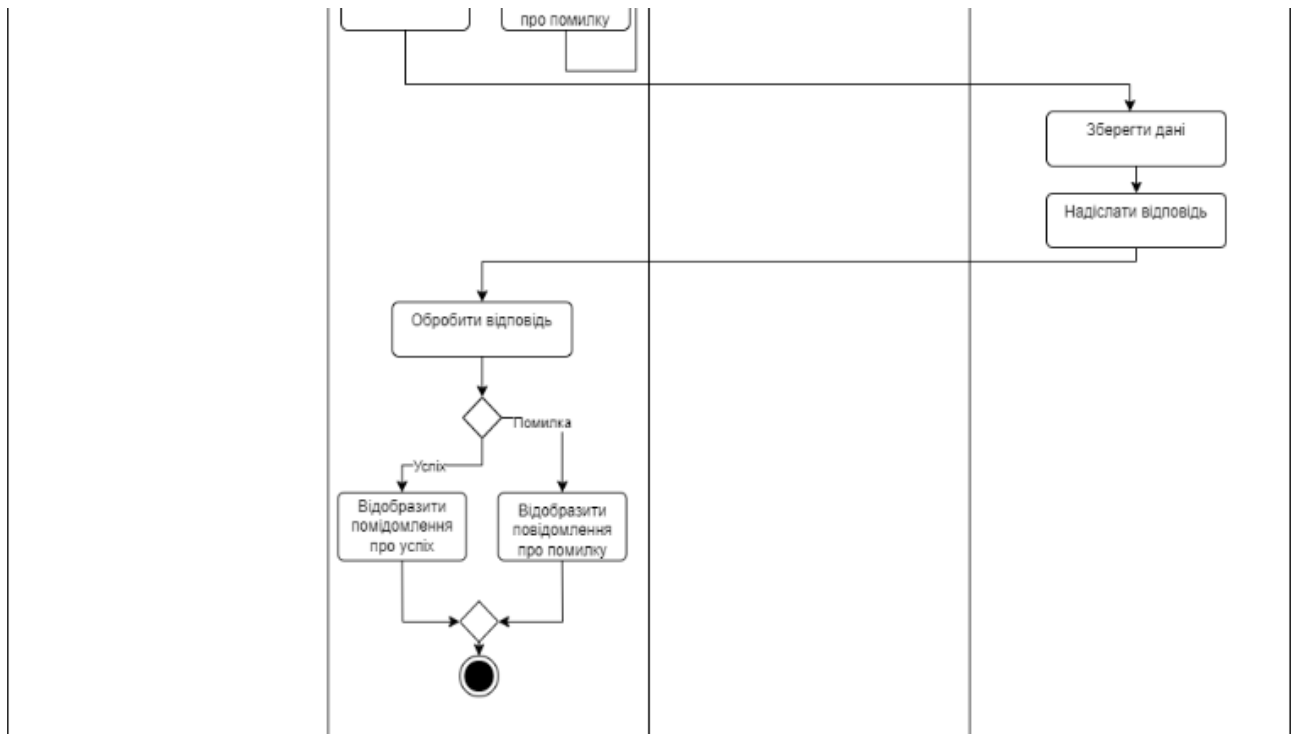 про помилку
Зберегти дані
Надіслати відповідь
Обробити відповідь
Помилка
Успіх
Відобразити
помідомлення
про успіх
Відобразити
повідомлення
про помилку